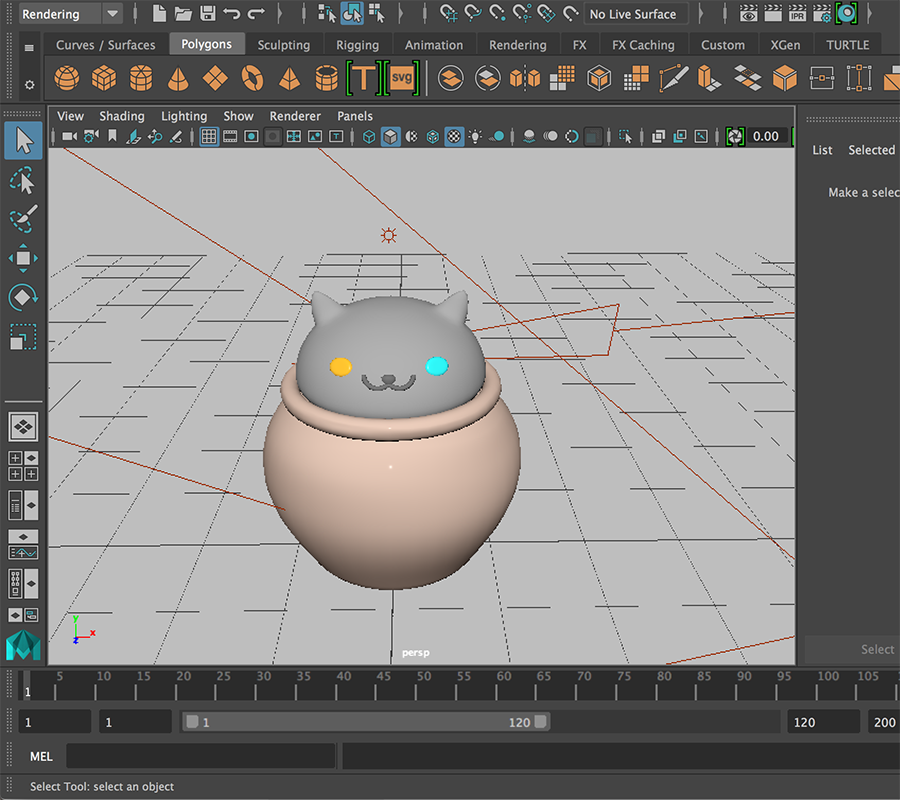 Rendering No Live Surface IPR
Curves / Surfaces Polygons Sculpting Rigging Animation Rendering FX FX Caching Custom XGen TURTLE
T svg
View Shading Lighting Show Renderer Panels
0.00
List Selected
Make a selec
y
x
z
persp
Select
5 10 15 20 25 30 35 40 45 50 55 60 65 70 75 80 85 90 95 100 105
1
1 1 1 120 120 200
MEL
Select Tool: select an object